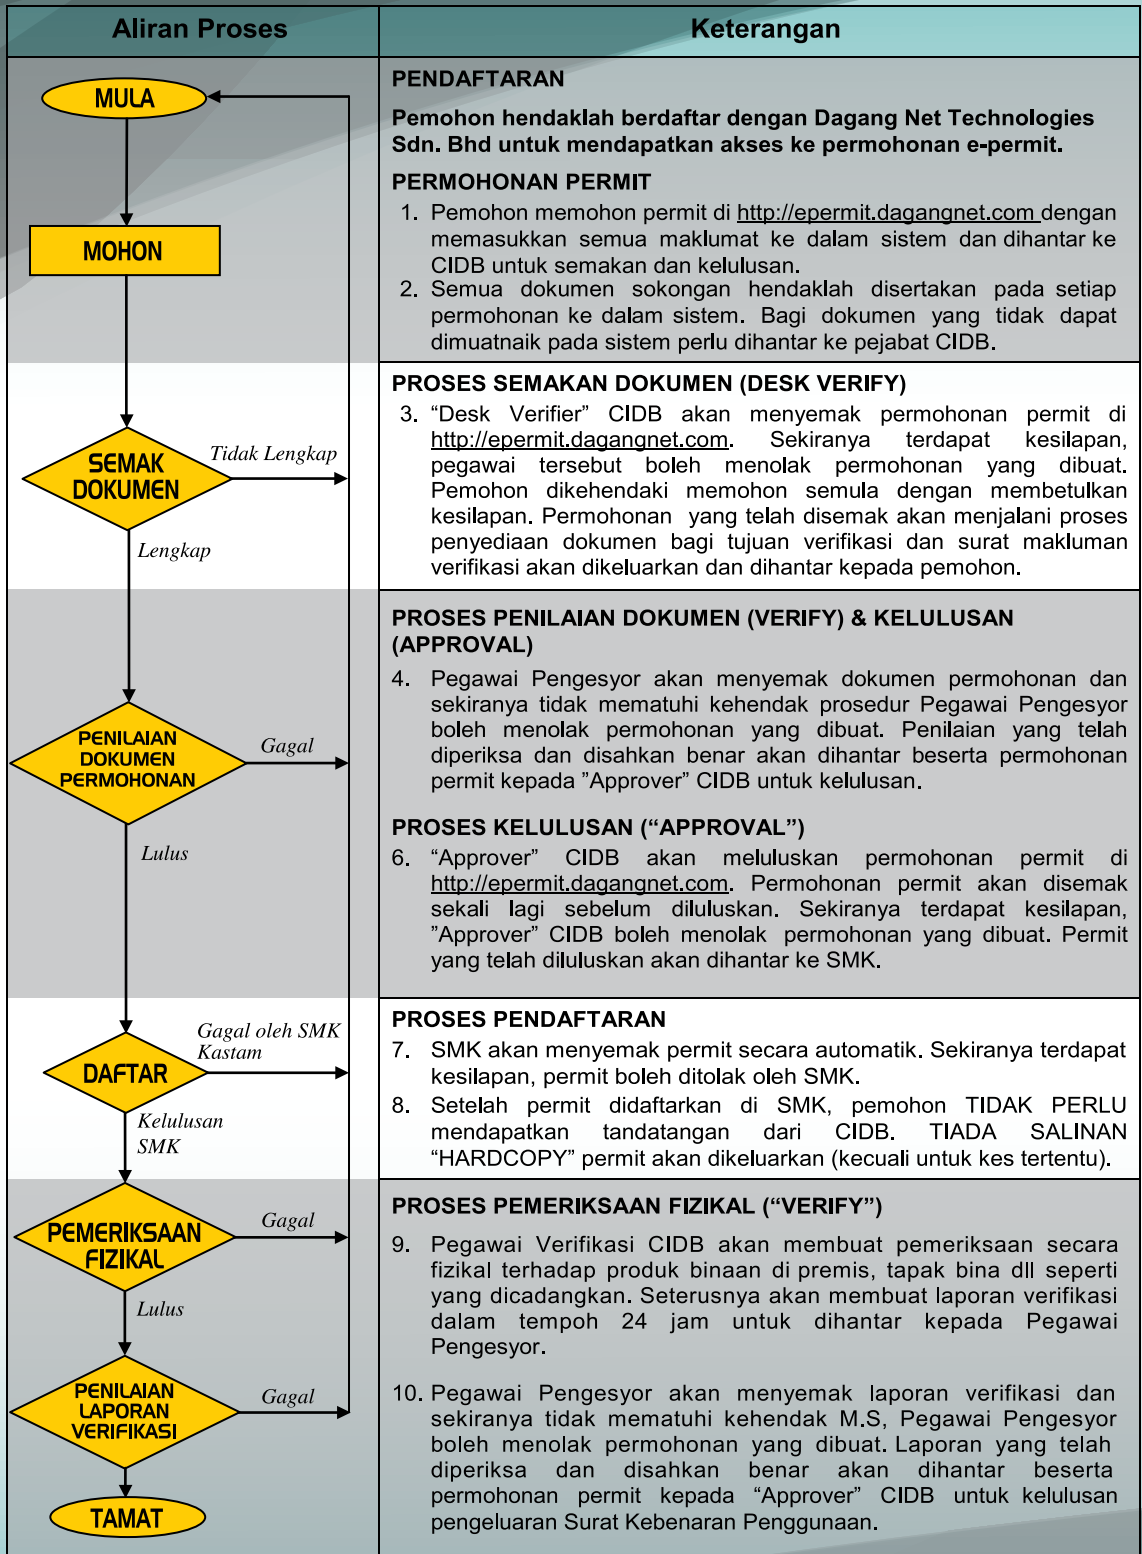 Aliran Proses
Keterangan
MULA
MOHON
SEMAK
DOKUMEN
Tidak Lengkap
Lengkap
PENILAIAN
DOKUMEN
PERMOHONAN
Gagal
Lulus
DAFTAR
Gagal oleh SMK
Kastam
Kelulusan
SMK
PEMERIKSAAN
FIZIKAL
Gagal
Lulus
PENILAIAN
LAPORAN
VERIFIKASI
Gagal
TAMAT
PENDAFTARAN
Pemohon hendaklah berdaftar dengan Dagang Net Technologies
Sdn. Bhd untuk mendapatkan akses ke permohonan e-permit.
PERMOHONAN PERMIT
1. Pemohon memohon permit di http://epermit.dagangnet.com dengan
memasukkan semua maklumat ke dalam sistem dan dihantar ke
CIDB untuk semakan dan kelulusan.
2. Semua dokumen sokongan hendaklah disertakan pada setiap
permohonan ke dalam sistem. Bagi dokumen yang tidak dapat
dimuatnaik pada sistem perlu dihantar ke pejabat CIDB.
PROSES SEMAKAN DOKUMEN (DESK VERIFY)
3. “Desk Verifier” CIDB akan menyemak permohonan permit di
http://epermit.dagangnet.com. Sekiranya terdapat kesilapan,
pegawai tersebut boleh menolak permohonan yang dibuat.
Pemohon dikehendaki memohon semula dengan membetulkan
kesilapan. Permohonan yang telah disemak akan menjalani proses
penyediaan dokumen bagi tujuan verifikasi dan surat makluman
verifikasi akan dikeluarkan dan dihantar kepada pemohon.
PROSES PENILAIAN DOKUMEN (VERIFY) & KELULUSAN
(APPROVAL)
4. Pegawai Pengesyor akan menyemak dokumen permohonan dan
sekiranya tidak mematuhi kehendak prosedur Pegawai Pengesyor
boleh menolak permohonan yang dibuat. Penilaian yang telah
diperiksa dan disahkan benar akan dihantar beserta permohonan
permit kepada ”Approver” CIDB untuk kelulusan.
PROSES KELULUSAN (“APPROVAL”)
6. “Approver” CIDB akan meluluskan permohonan permit di
http://epermit.dagangnet.com. Permohonan permit akan disemak
sekali lagi sebelum diluluskan. Sekiranya terdapat kesilapan,
”Approver” CIDB boleh menolak permohonan yang dibuat. Permit
yang telah diluluskan akan dihantar ke SMK.
PROSES PENDAFTARAN
7. SMK akan menyemak permit secara automatik. Sekiranya terdapat
kesilapan, permit boleh ditolak oleh SMK.
8. Setelah permit didaftarkan di SMK, pemohon TIDAK PERLU
mendapatkan tandatangan dari CIDB. TIADA SALINAN
“HARDCOPY” permit akan dikeluarkan (kecuali untuk kes tertentu).
PROSES PEMERIKSAAN FIZIKAL (“VERIFY”)
9. Pegawai Verifikasi CIDB akan membuat pemeriksaan secara
fizikal terhadap produk binaan di premis, tapak bina dll seperti
yang dicadangkan. Seterusnya akan membuat laporan verifikasi
dalam tempoh 24 jam untuk dihantar kepada Pegawai
Pengesyor.
10. Pegawai Pengesyor akan menyemak laporan verifikasi dan
sekiranya tidak mematuhi kehendak M.S, Pegawai Pengesyor
boleh menolak permohonan yang dibuat. Laporan yang telah
diperiksa dan disahkan benar akan dihantar beserta
permohonan permit kepada “Approver” CIDB untuk kelulusan
pengeluaran Surat Kebenaran Penggunaan.